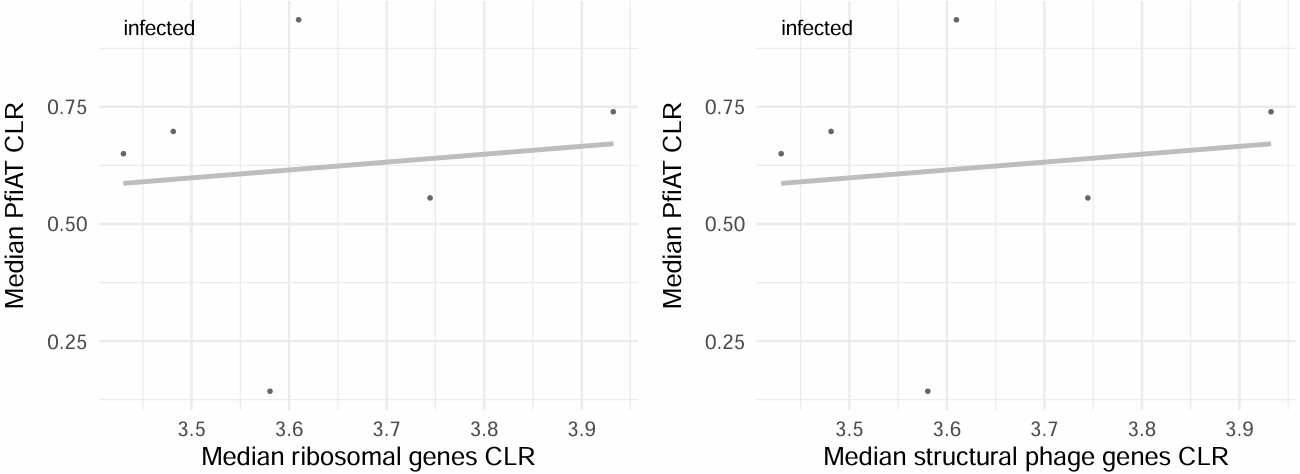 infected
Median PfiAT CLR
0.75
0.50
0.25
3.5 3.6 3.7 3.8 3.9
Median ribosomal genes CLR
infected
Median PfiAT CLR
0.75
0.50
0.25
3.5 3.6 3.7 3.8 3.9
Median structural phage genes CLR